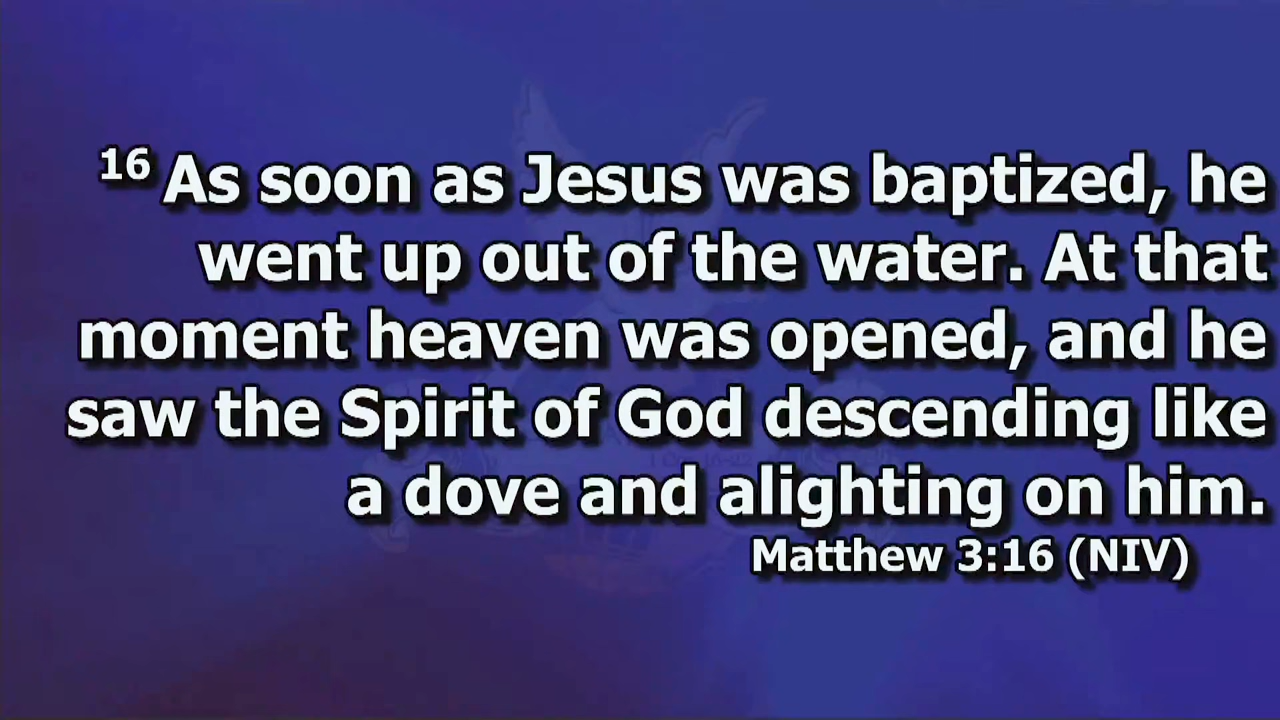 16 As soon as Jesus was baptized, he
went up out of the water. At that
moment heaven was opened, and he
saw the Spirit of God descending like
a dove and alighting on him.
Matthew 3:16 (NIV)